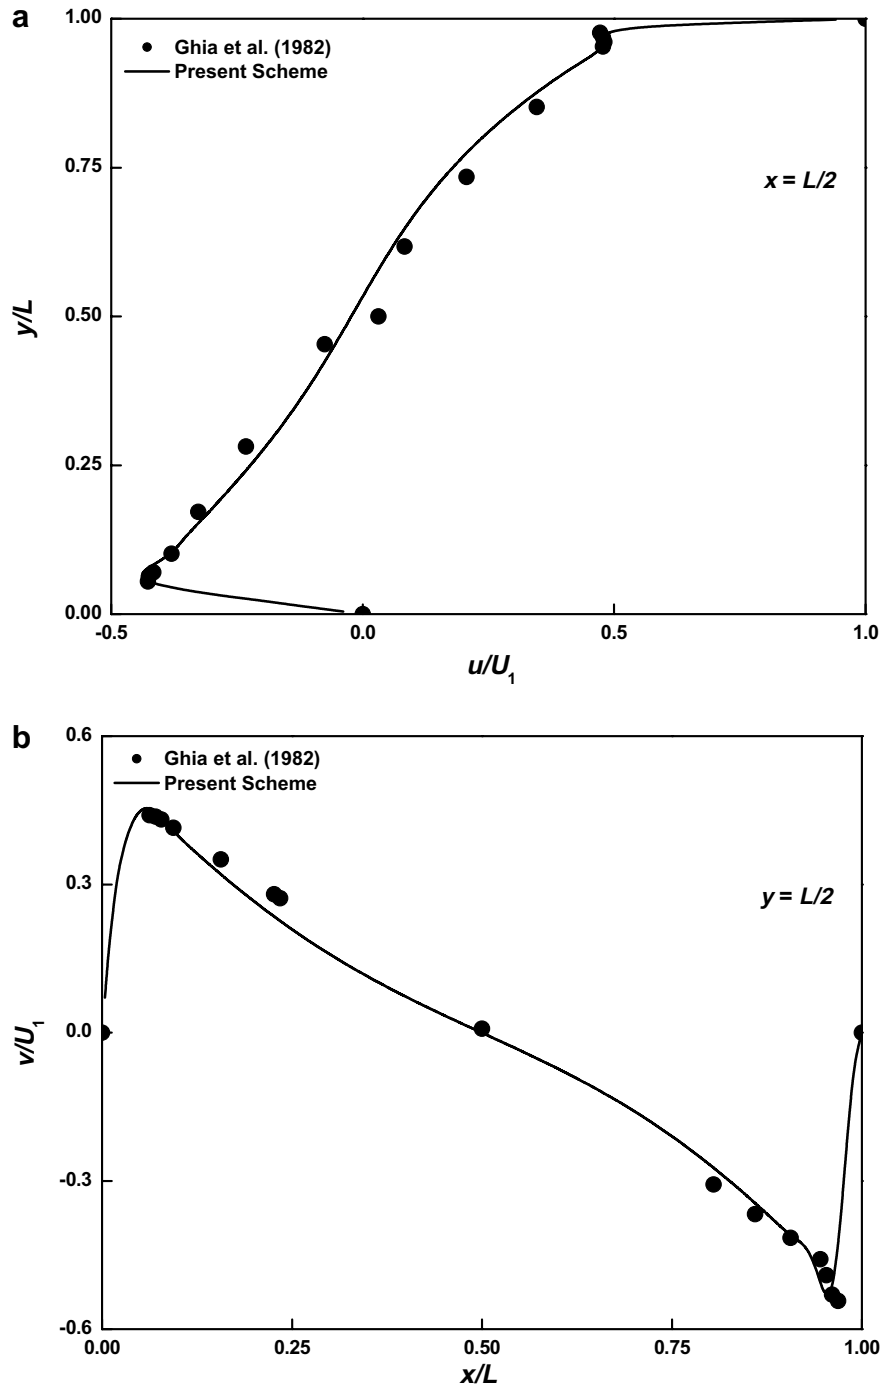 a
1.00
Ghia et al. (1982)
Present Scheme
0.75
x = L/2
y/L
0.50
0.25
0.00
-0.5
0.0
0.5
1.0
u/U₁
b
0.6
Ghia et al. (1982)
Present Scheme
0.3
y = L/2
v/U₁
0.0
-0.3
-0.6
0.00
0.25
0.50
0.75
1.00
x/L